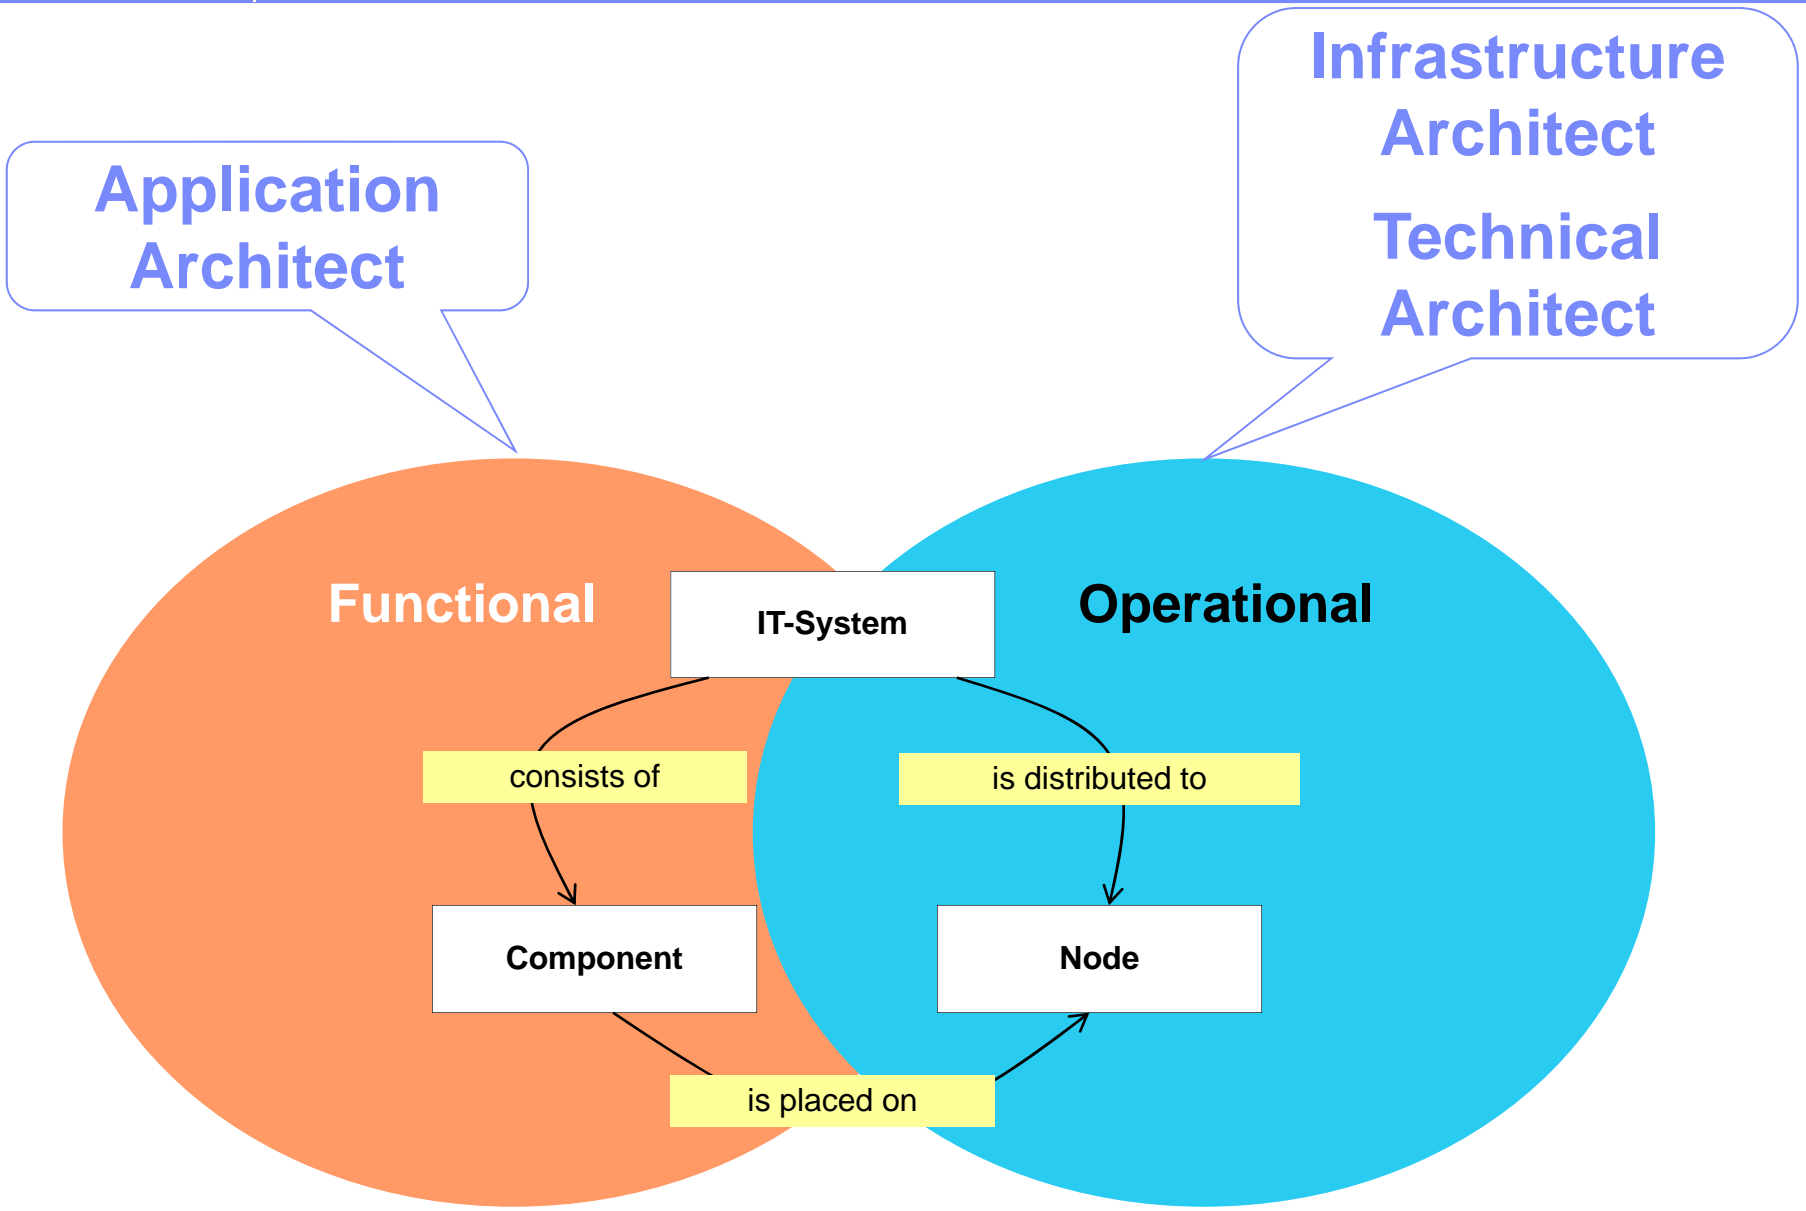 Infrastructure
Architect
Technical
Architect
Application
Architect
Functional
Operational
IT-System
consists of
is distributed to
Component
Node
is placed on